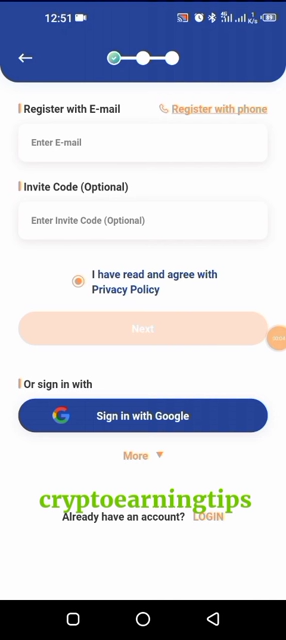 12:51
Register with E-mail
Register with phone
Enter E-mail
Invite Code (Optional)
Enter Invite Code (Optional)
I have read and agree with
Privacy Policy
Next
Or sign in with
Sign in with Google
More
cryptoearningtips
Already have an account? LOGIN